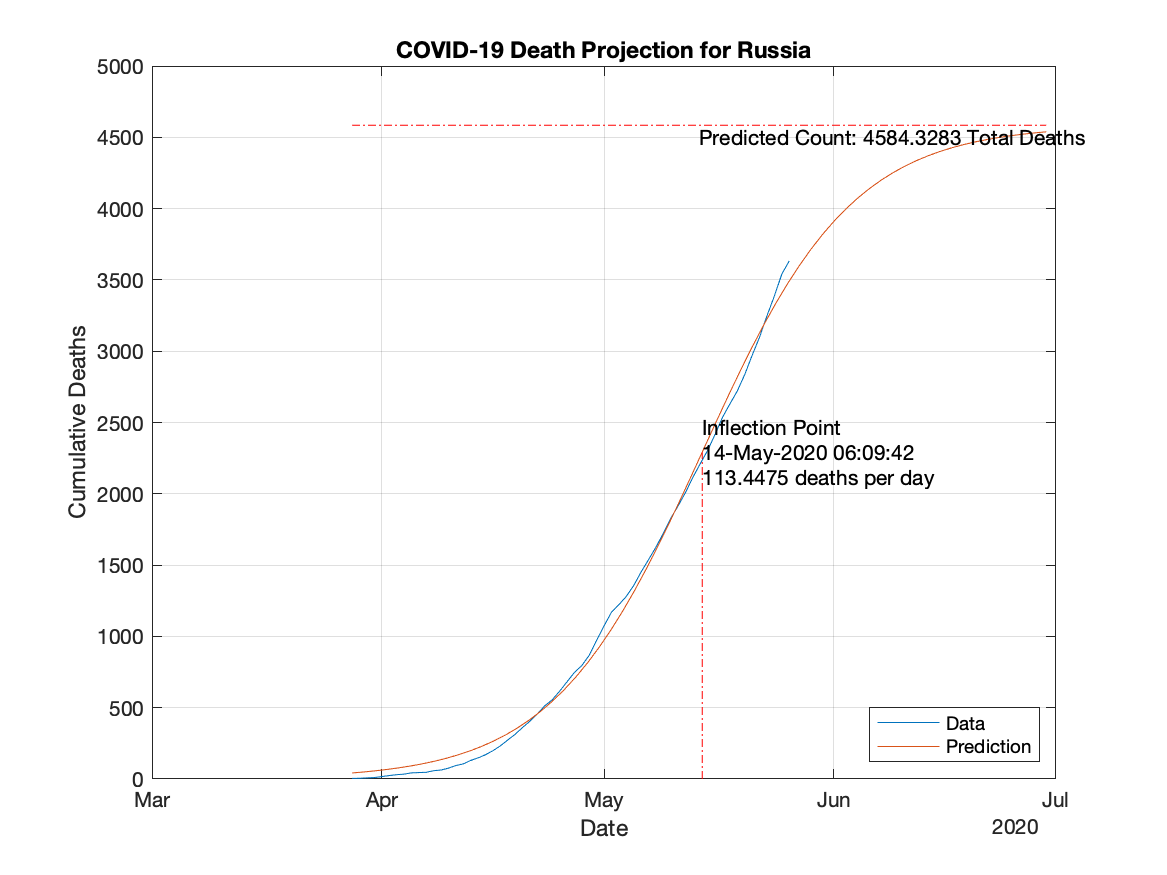 COVID-19 Death Projection for Russia
5000
4500
4000
3500
3000
2500
2000
1500
1000
500
0
Cumulative Deaths
Predicted Count: 4584.3283 Total Deaths
Inflection Point
14-May-2020 06:09:42
113.4475 deaths per day
Data
Prediction
Mar Apr May Jun Jul
Date
2020